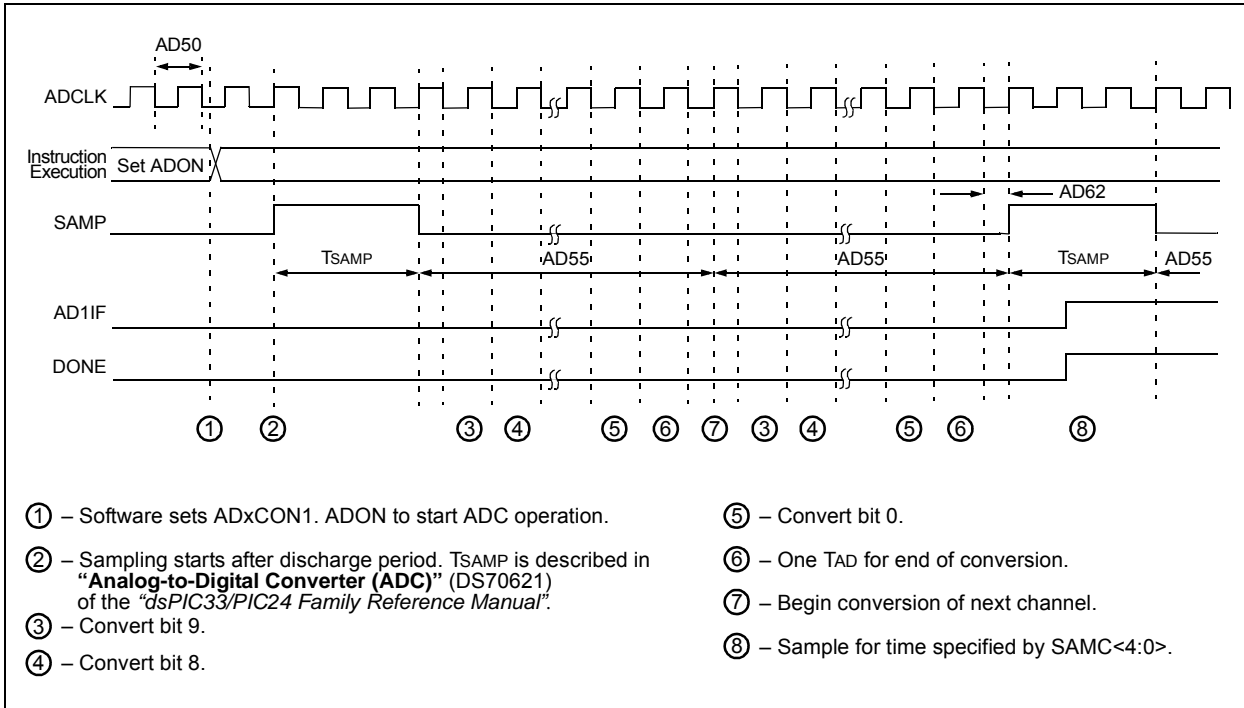 AD50
ADCLK
Instruction
Execution
Set ADON
AD62
SAMP
TSAMP
AD55
AD55
TSAMP
AD55
AD1IF
DONE
1 2 3 4 5 6 7 3 4 5 6 8
1 – Software sets ADxCON1. ADON to start ADC operation.
2 – Sampling starts after discharge period. TSAMP is described in
“Analog-to-Digital Converter (ADC)” (DS70621)
of the “dsPIC33/PIC24 Family Reference Manual”.
3 – Convert bit 9.
4 – Convert bit 8.
5 – Convert bit 0.
6 – One TAD for end of conversion.
7 – Begin conversion of next channel.
8 – Sample for time specified by SAMC<4:0>.